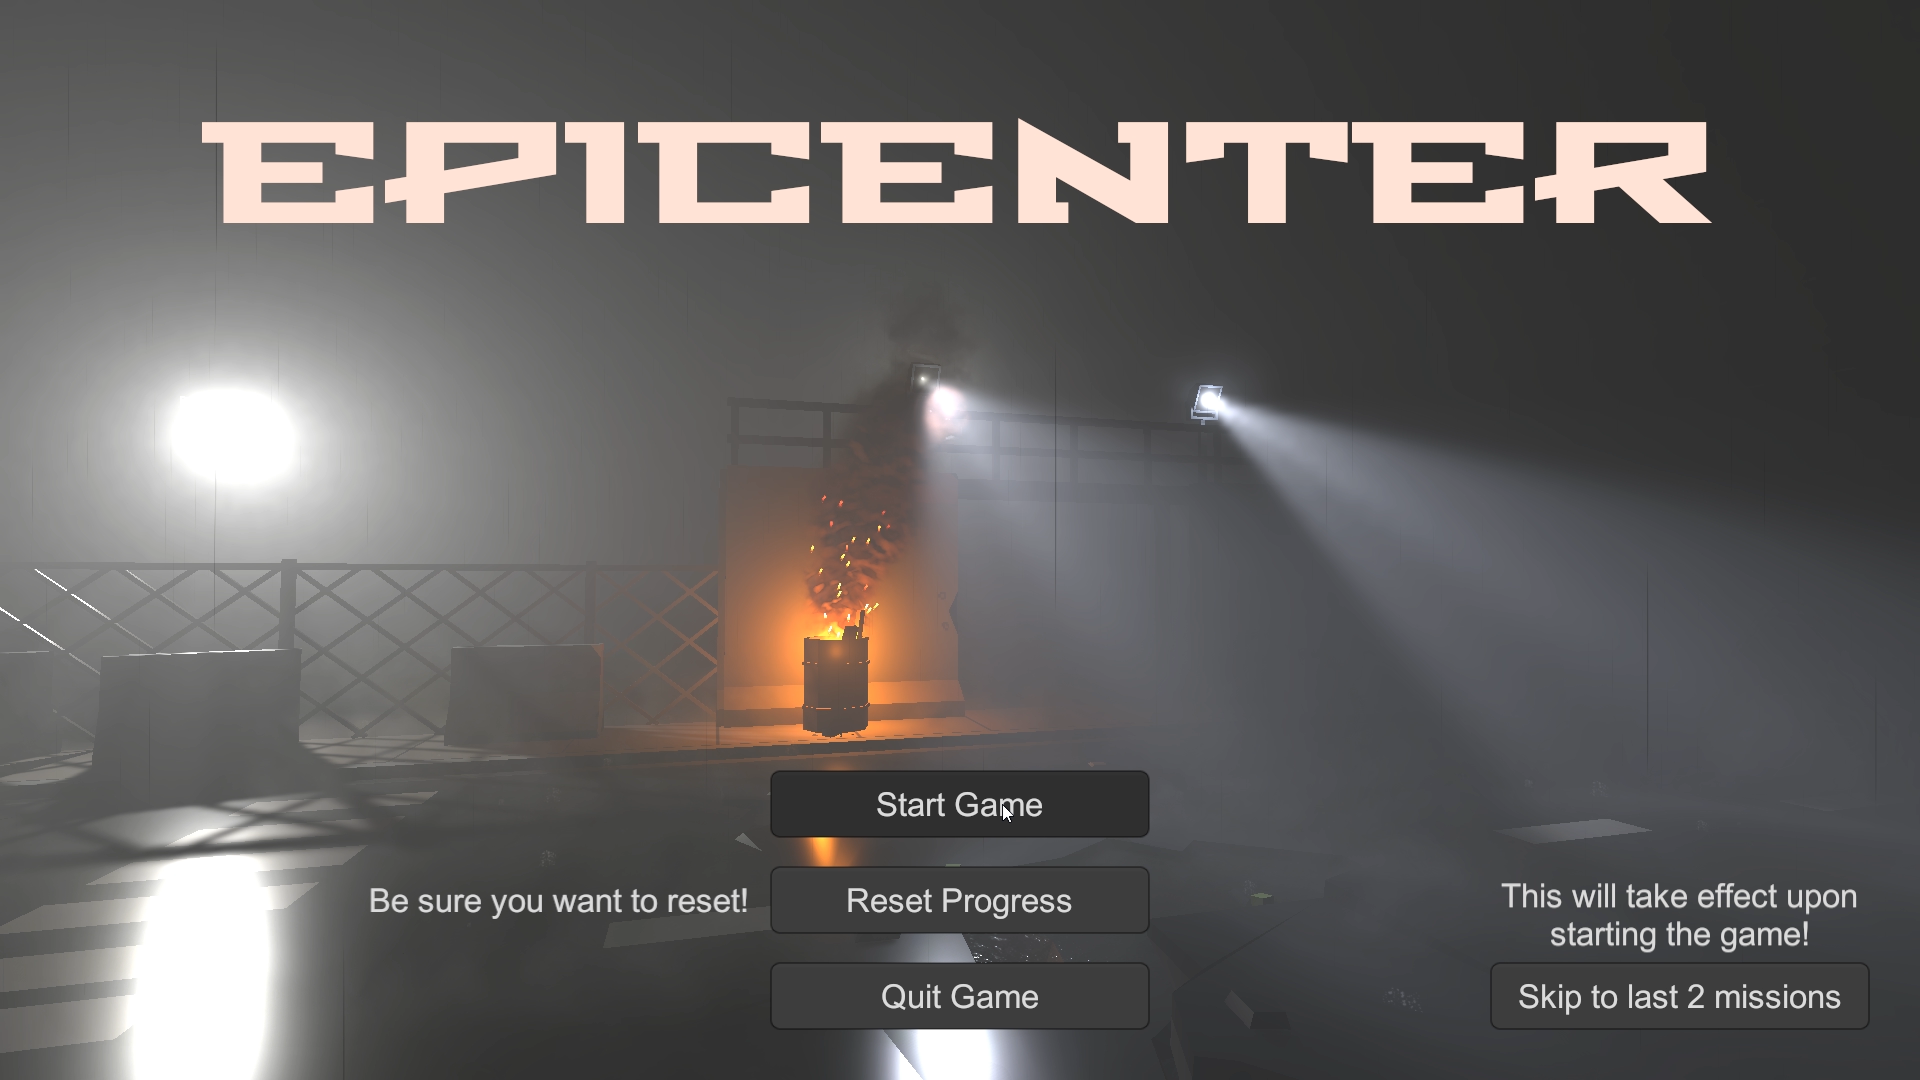 EPICENTER
Start Game
Be sure you want to reset!
Reset Progress
Quit Game
This will take effect upon
starting the game!
Skip to last 2 missions